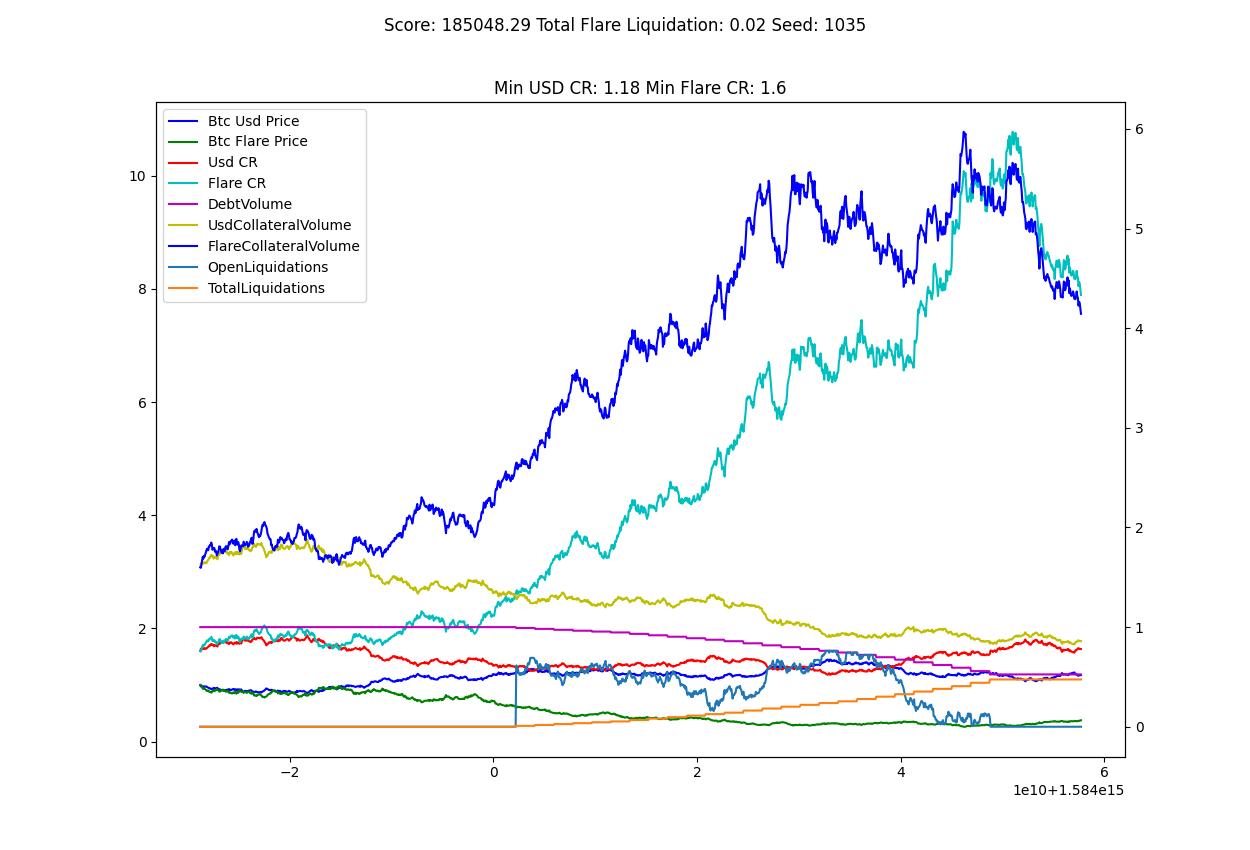 Score: 185048.29 Total Flare Liquidation: 0.02 Seed: 1035
Min USD CR: 1.18 Min Flare CR: 1.6
Btc Usd Price
Btc Flare Price
Usd CR
Flare CR
DebtVolume
UsdCollateralVolume
FlareCollateralVolume
OpenLiquidations
TotalLiquidations
10
8
6
4
2
0
6
5
4
3
2
1
0
−2
0
2
4
6
1e10+1.584e15